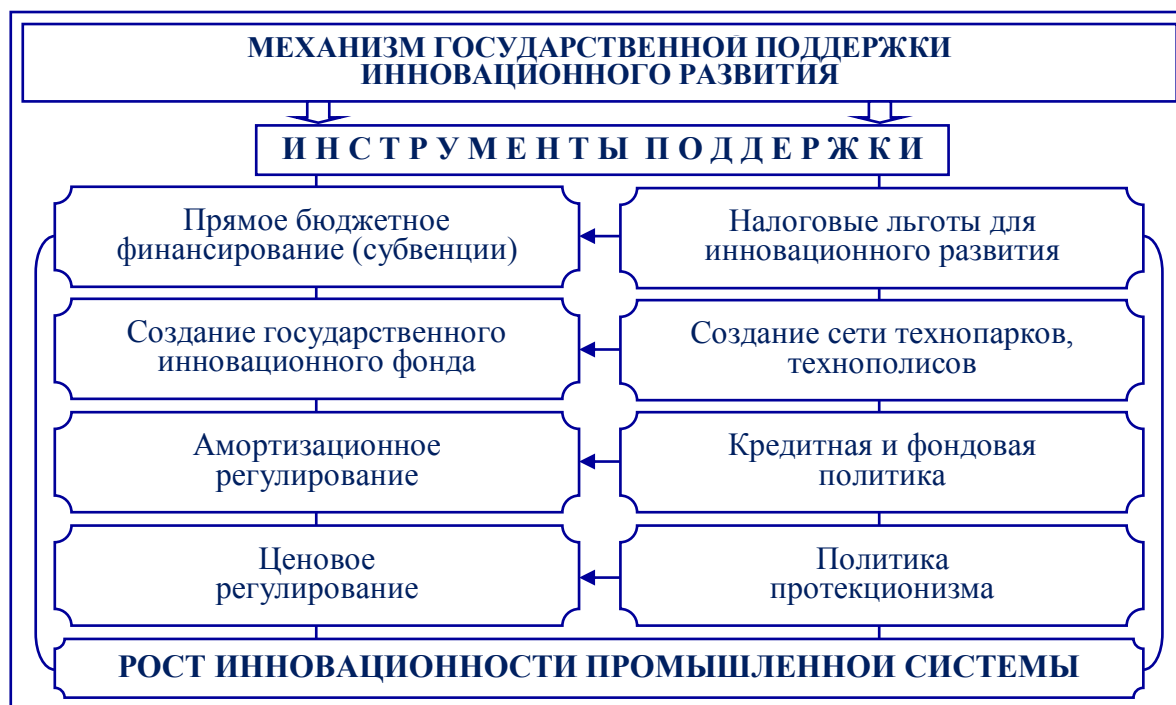 МЕХАНИЗМ ГОСУДАРСТВЕННОЙ ПОДДЕРЖКИ
ИННОВАЦИОННОГО РАЗВИТИЯ
И Н С Т Р У М Е Н Т Ы П О Д Д Е Р Ж К И
Прямое бюджетное
финансирование (субвенции)
Налоговые льготы для
инновационного развития
Создание государственного
инновационного фонда
Создание сети технопарков,
технополисов
Амортизационное
регулирование
Кредитная и фондовая
политика
Ценовое
регулирование
Политика
протекционизма
РОСТ ИННОВАЦИОННОСТИ ПРОМЫШЛЕННОЙ СИСТЕМЫ